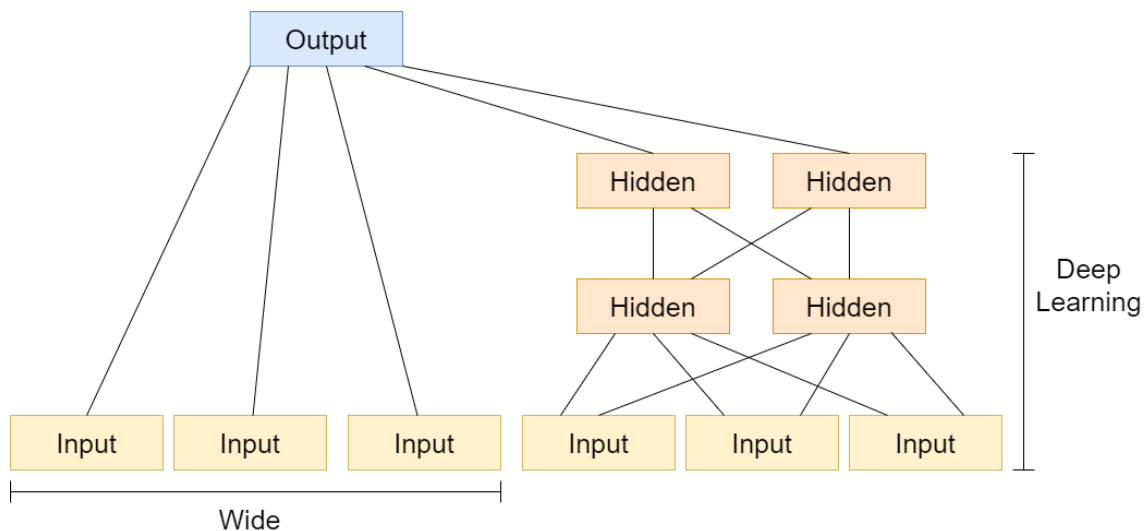 Output
Hidden
Hidden
Deep
Learning
Hidden
Hidden
Input
Input
Input
Input
Input
Input
Wide